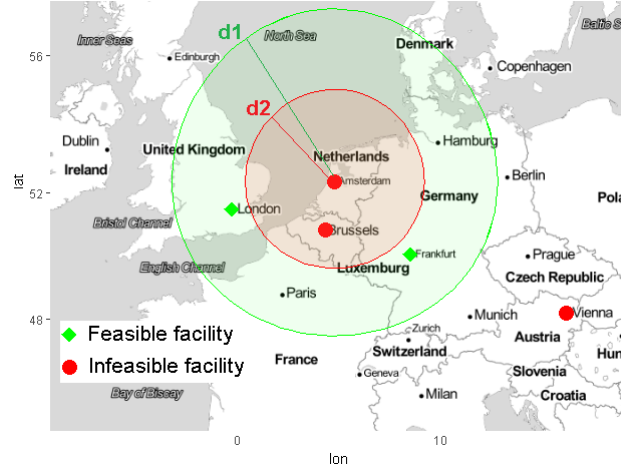 Inner Seas
North Sea
Baltic S
d1
56
Denmark
Edinburgh
Copenhagen
d2
Dublin
United Kingdom
Netherlands
Hamburg
Ireland
Amsterdam
Berlin
lat
52
London
Germany
Pola
Bristol Channel
Brussels
English Channel
Frankfurt
Luxemburg
Prague
Czech Republic
Paris
48
Munich
Vienna
Feasible facility
Zurich
Austria
Switzerland
Hun
Infeasible facility
France
Geneva
Slovenia
Bay of Biscay
Milan
Croatia
0
10
lon